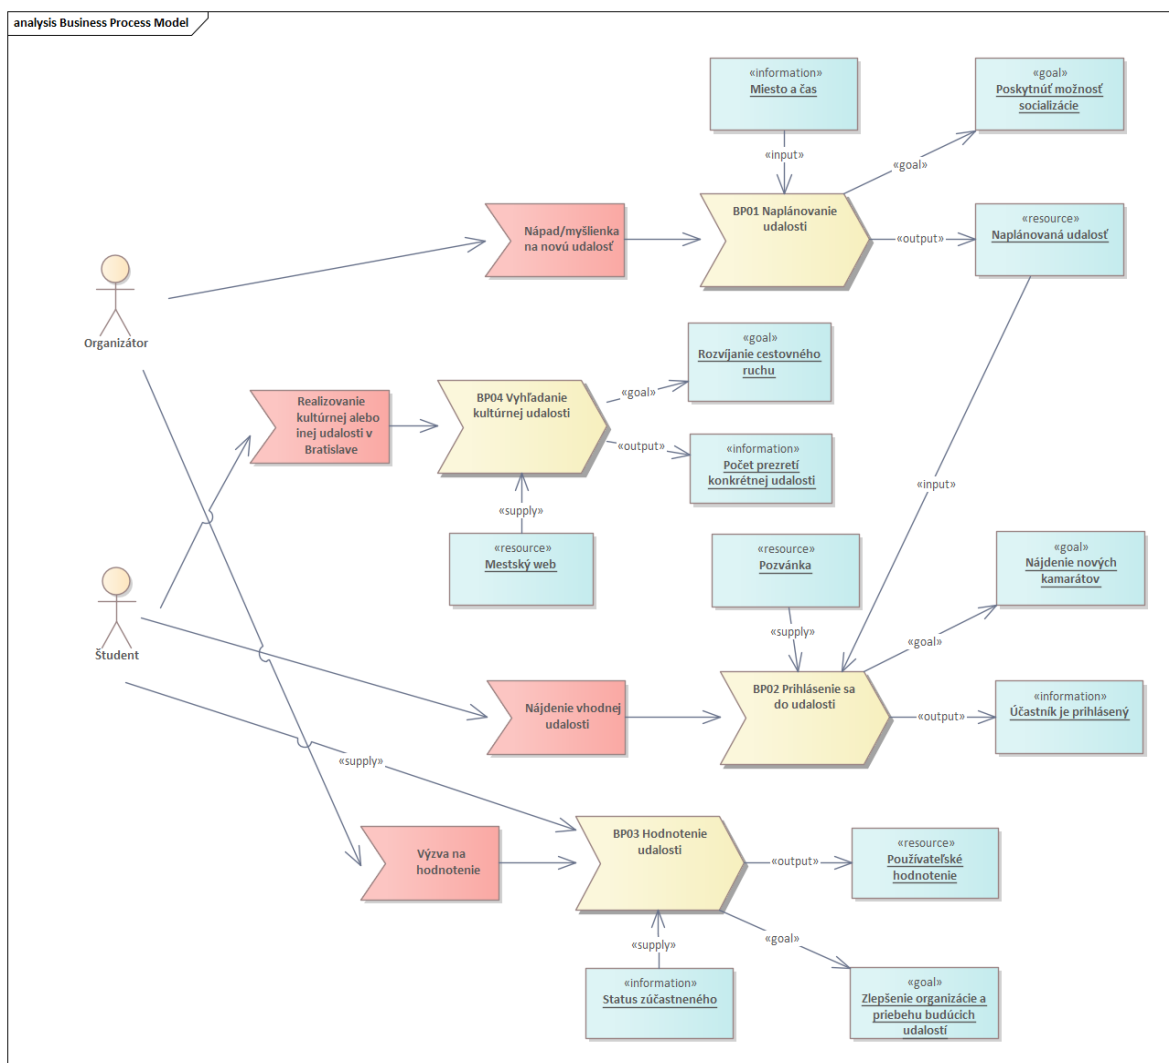 analysis Business Process Model
«information»
Miesto a čas
«goal»
Poskytnúť možnosť
socializácie
«input»
«goal»
Nápad/myšlienka
na novú udalosť
BP01 Naplánovanie
udalosti
«output»
«resource»
Naplánovaná udalosť
Organizátor
«goal»
Rozvíjanie cestovného
ruchu
Realizovanie
kultúrnej alebo
inej udalosti v
Bratislave
BP04 Vyhľadanie
kultúrnej udalosti
«goal»
«output»
«information»
Počet prezretí
konkrétnej udalosti
«input»
«supply»
«resource»
Mestský web
«resource»
Pozvánka
«goal»
Nájdenie nových
kamarátov
Študent
«supply»
«goal»
Nájdenie vhodnej
udalosti
BP02 Prihlásenie sa
do udalosti
«output»
«information»
Účastník je prihlásený
«supply»
Výzva na
hodnotenie
BP03 Hodnotenie
udalosti
«output»
«resource»
Používateľské
hodnotenie
«supply»
«goal»
«information»
Status zúčastneného
«goal»
Zlepšenie organizácie a
priebehu budúcich
udalostí